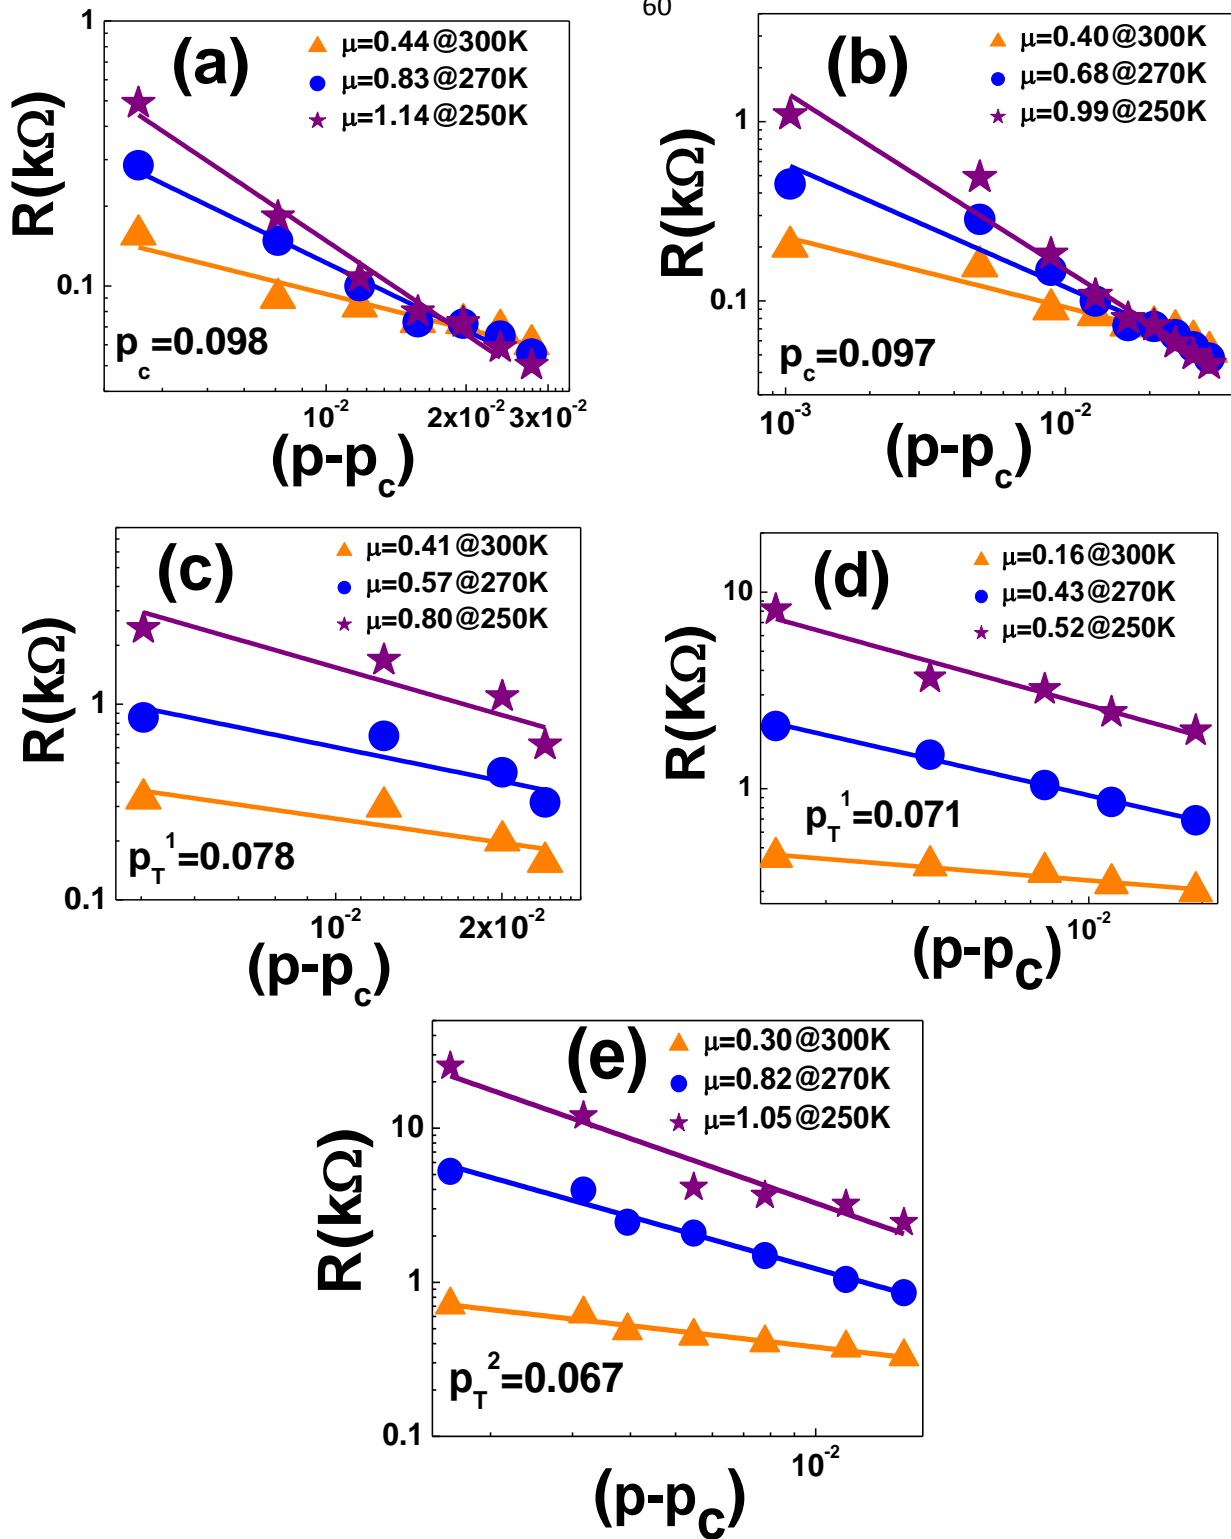 60
(a)
μ=0.44@300K
μ=0.83@270K
μ=1.14@250K
1
0.1
R(kΩ)
p_c=0.098
10^-2
2x10^-2
3x10^-2
(p-p_c)
(b)
μ=0.40@300K
μ=0.68@270K
μ=0.99@250K
1
0.1
R(kΩ)
p_c=0.097
10^-3
10^-2
(p-p_c)
(c)
μ=0.41@300K
μ=0.57@270K
μ=0.80@250K
1
0.1
R(kΩ)
p_T^1=0.078
10^-2
2x10^-2
(p-p_c)
(d)
μ=0.16@300K
μ=0.43@270K
μ=0.52@250K
10
1
R(KΩ)
p_T^1=0.071
10^-2
(p-p_c)
(e)
μ=0.30@300K
μ=0.82@270K
μ=1.05@250K
10
1
0.1
R(kΩ)
p_T^2=0.067
10^-2
(p-p_c)